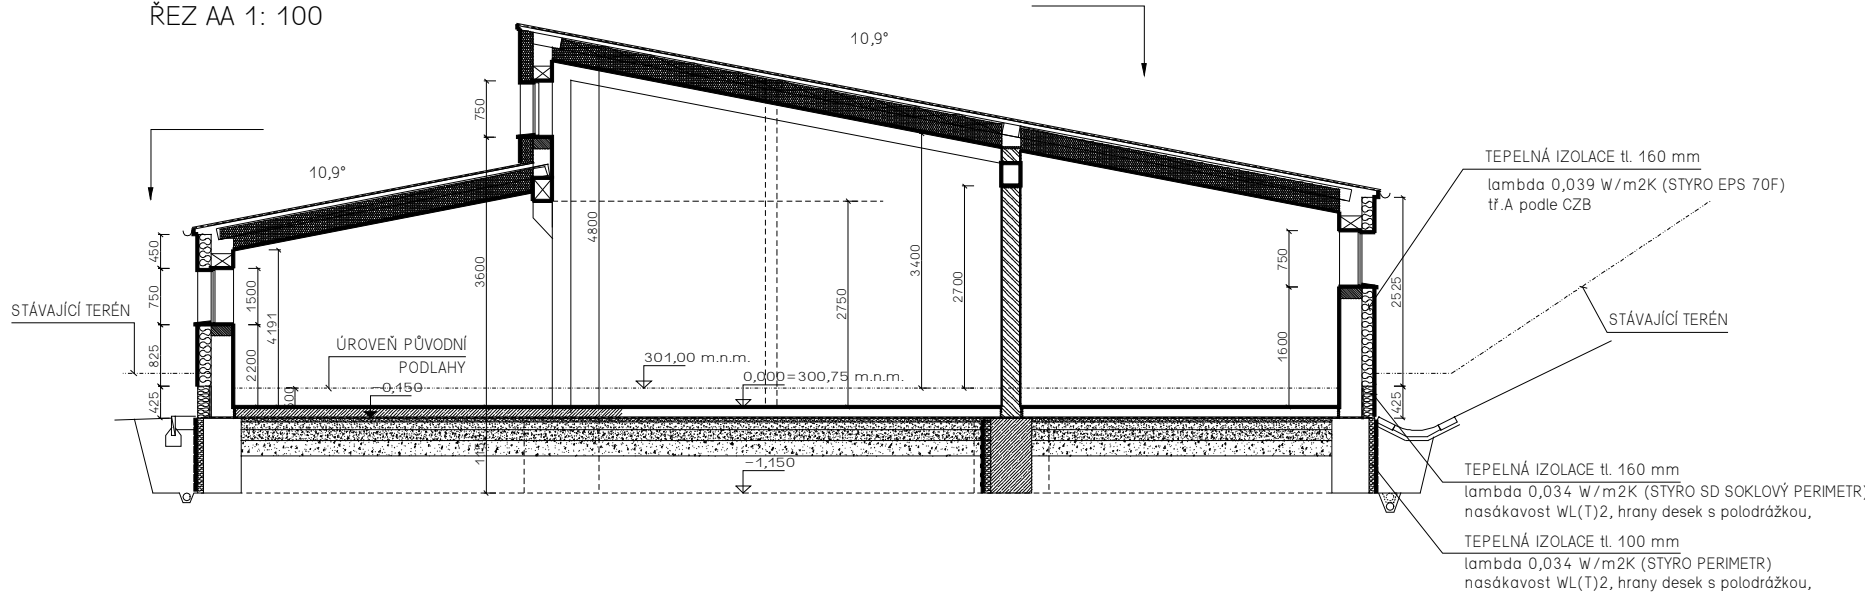 ŘEZ AA 1: 100
10,9°
10,9°
TEPELNÁ IZOLACE tl. 160 mm
lambda 0,039 W/m2K (STYRO EPS 70F)
tř.A podle CZB
750
3600
4800
2750
3400
2700
750
1600
2525
425
450
750
825
425
1500
2200
4191
STÁVAJÍCÍ TERÉN
STÁVAJÍCÍ TERÉN
ÚROVEŇ PŮVODNÍ
PODLAHY
301,00 m.n.m.
0,000=300,75 m.n.m.
-0,150
-1,150
TEPELNÁ IZOLACE tl. 160 mm
lambda 0,034 W/m2K (STYRO SD SOKLOVÝ PERIMETR)
nasákavost WL(T)2, hrany desek s polodrážkou,
TEPELNÁ IZOLACE tl. 100 mm
lambda 0,034 W/m2K (STYRO PERIMETR)
nasákavost WL(T)2, hrany desek s polodrážkou,